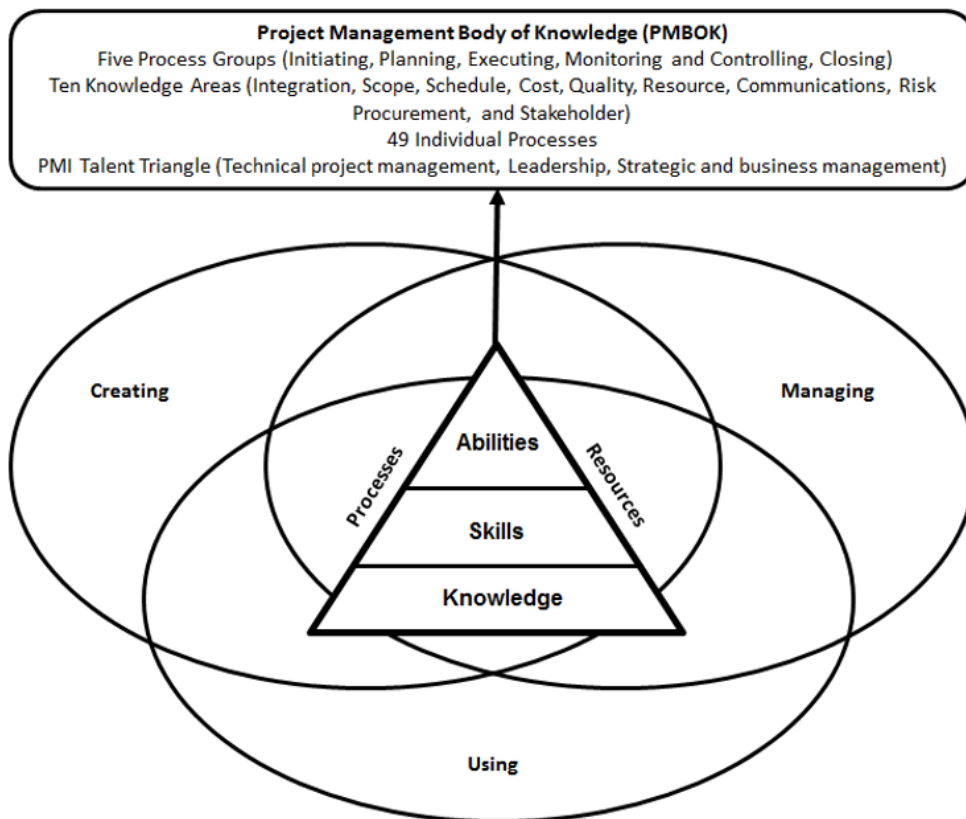 Project Management Body of Knowledge (PMBOK)
Five Process Groups (Initiating, Planning, Executing, Monitoring and Controlling, Closing)
Ten Knowledge Areas (Integration, Scope, Schedule, Cost, Quality, Resource, Communications, Risk
Procurement, and Stakeholder)
49 Individual Processes
PMI Talent Triangle (Technical project management, Leadership, Strategic and business management)
Creating
Managing
Processes
Abilities
Resources
Skills
Knowledge
Using